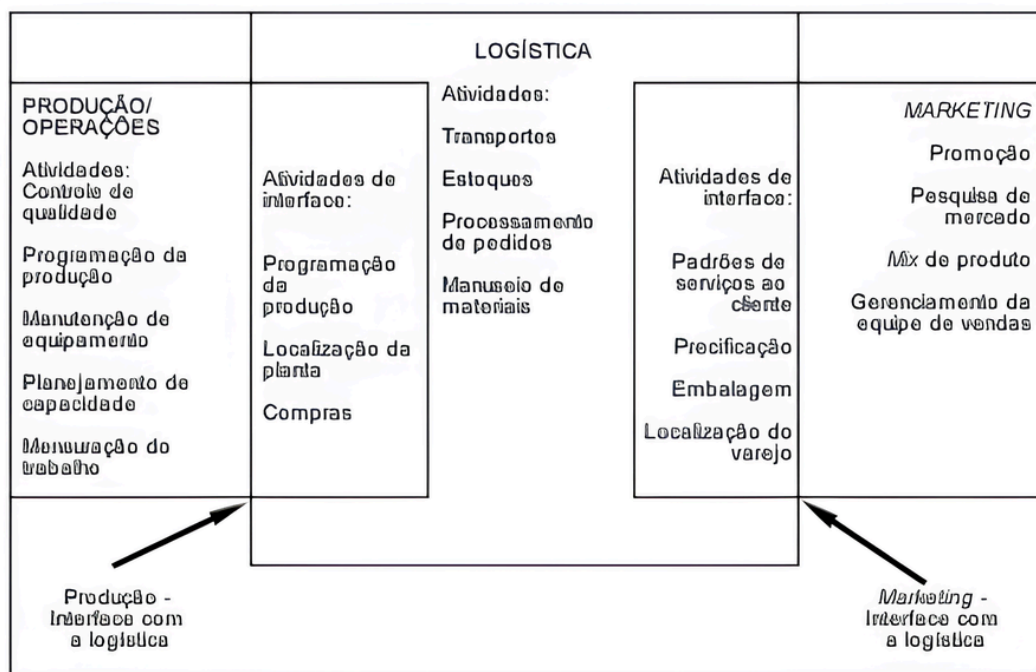 LOGÍSTICA
PRODUÇÃO/
OPERAÇÕES
Atividades:
Controle de
qualidade
Programação da
produção
Manutenção de
equipamento
Planejamento de
capacidade
Mensuração do
trabalho
Atividades de
interface:
Programação
da
produção
Localização da
planta
Compras
Atividades:
Transportes
Estoques
Processamento
de pedidos
Manuseio de
materiais
Atividades de
interface:
Padrões de
serviços ao
cliente
Precificação
Embalagem
Localização do
varejo
MARKETING
Promoção
Pesquisa de
mercado
Mix de produto
Gerenciamento da
equipe de vendas
Produção -
Interface com
a logística
Marketing -
Interface com
a logística